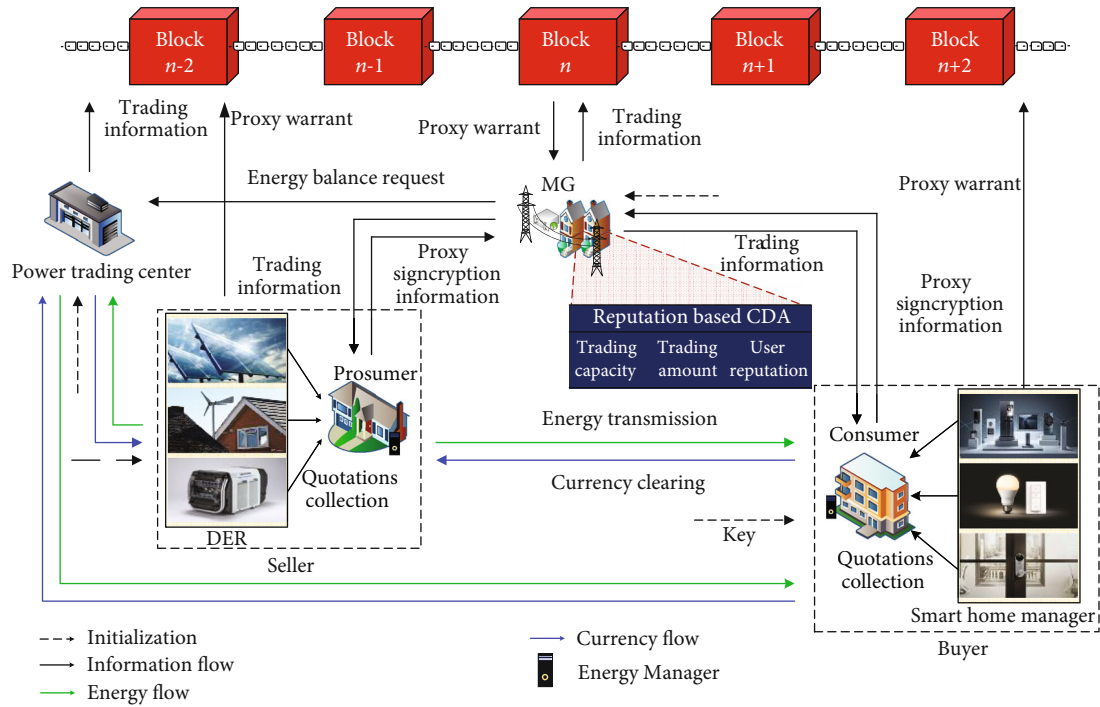 Block
n-2
Block
n-1
Block
n
Block
n+1
Block
n+2
Trading
information
Proxy warrant
Proxy warrant
Trading
information
Energy balance request
MG
Proxy warrant
Power trading center
Trading
information
Proxy
signcryption
information
Trading
information
Proxy
signcryption
information
Reputation based CDA
Trading
capacity
Trading
amount
User
reputation
Prosumer
Energy transmission
Consumer
Quotations
collection
Currency clearing
Key
DER
Seller
Quotations
collection
Smart home manager
Buyer
Initialization
Information flow
Energy flow
Currency flow
Energy Manager